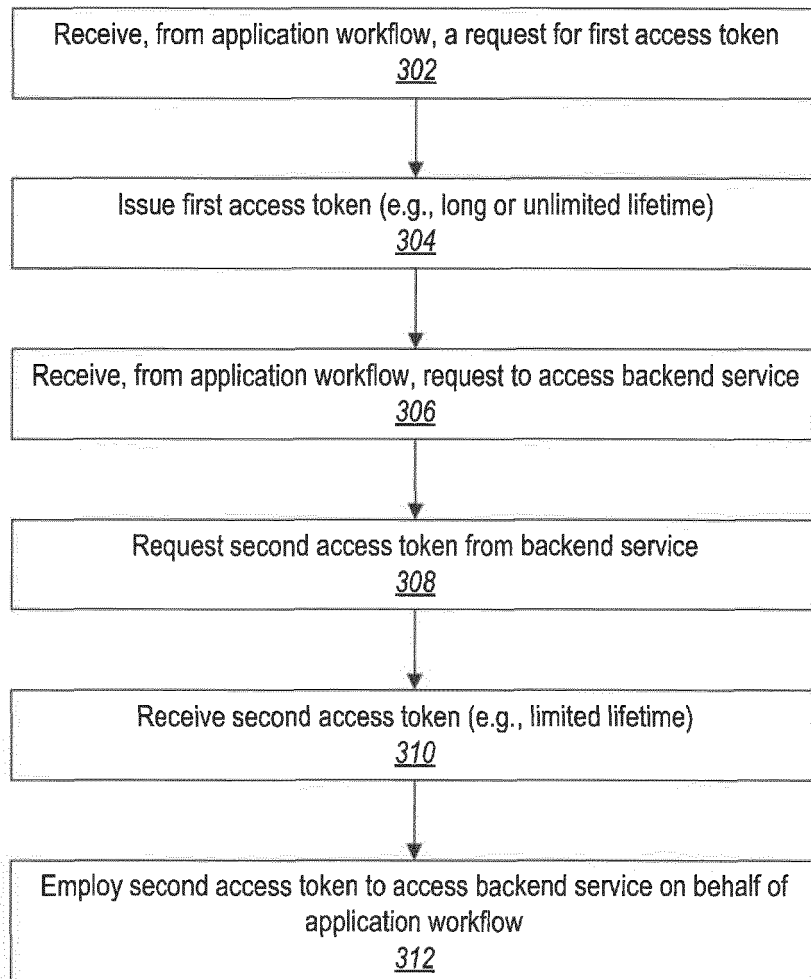 Receive, from application workflow, a request for first access token
302
Issue first access token (e.g., long or unlimited lifetime)
304
Receive, from application workflow, request to access backend service
306
Request second access token from backend service
308
Receive second access token (e.g., limited lifetime)
310
Employ second access token to access backend service on behalf of
application workflow
312